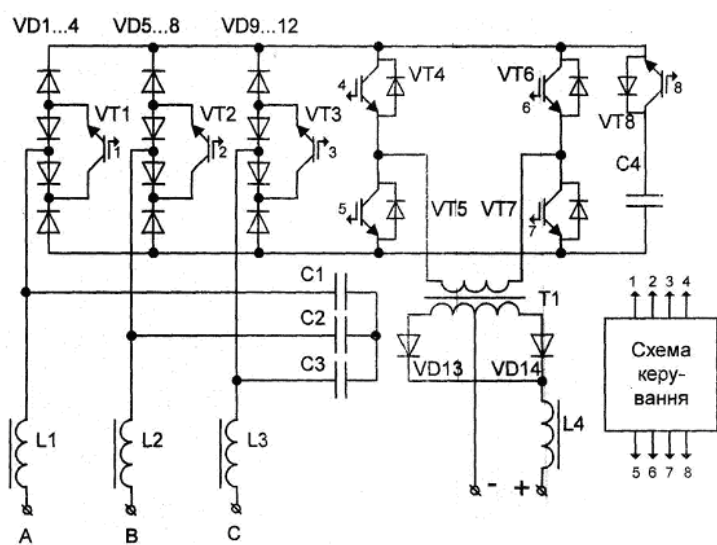 VD1...4 VD5...8 VD9...12
VT1 VT2 VT3 VT4 VT6 VT8
1 2 3 4 6 8
C4
5 VT5 VT7 7
C1
C2
C3
T1
VD13 VD14
L1 L2 L3 L4
- +
A B C
1 2 3 4
Схема
керу-
вання
5 6 7 8